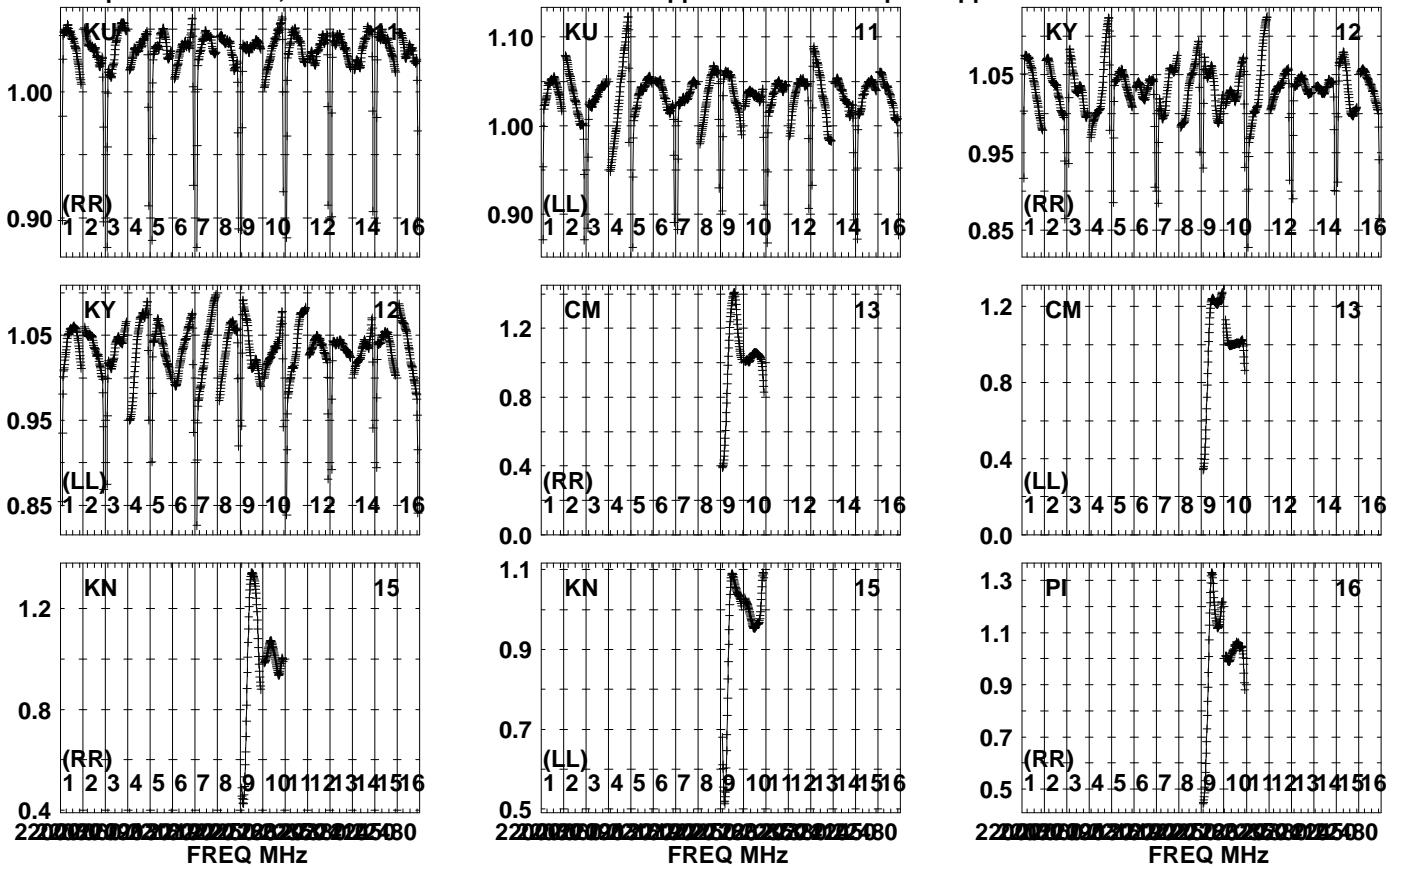 KU 11
1.00
0.90
(RR)
1 2 3 4 5 6 7 8 9 10 12 14 16
KU 11
1.10
1.00
0.90
(LL)
1 2 3 4 5 6 7 8 9 10 12 14 16
KY 12
1.05
0.95
0.85
(RR)
1 2 3 4 5 6 7 8 9 10 12 14 16
KY 12
1.05
0.95
0.85
(LL)
1 2 3 4 5 6 7 8 9 10 12 14 16
CM 13
1.2
0.8
0.4
0.0
(RR)
1 2 3 4 5 6 7 8 9 10 12 14 16
CM 13
1.2
0.8
0.4
0.0
(LL)
1 2 3 4 5 6 7 8 9 10 12 14 16
KN 15
1.2
0.8
0.4
(RR)
1 2 3 4 5 6 7 8 9 10 11 12 13 14 15 16
KN 15
1.1
0.9
0.7
0.5
(LL)
1 2 3 4 5 6 7 8 9 10 11 12 13 14 15 16
PI 16
1.3
1.1
0.9
0.7
0.5
(RR)
1 2 3 4 5 6 7 8 9 10 11 12 13 14 15 16
FREQ MHz
FREQ MHz
FREQ MHz